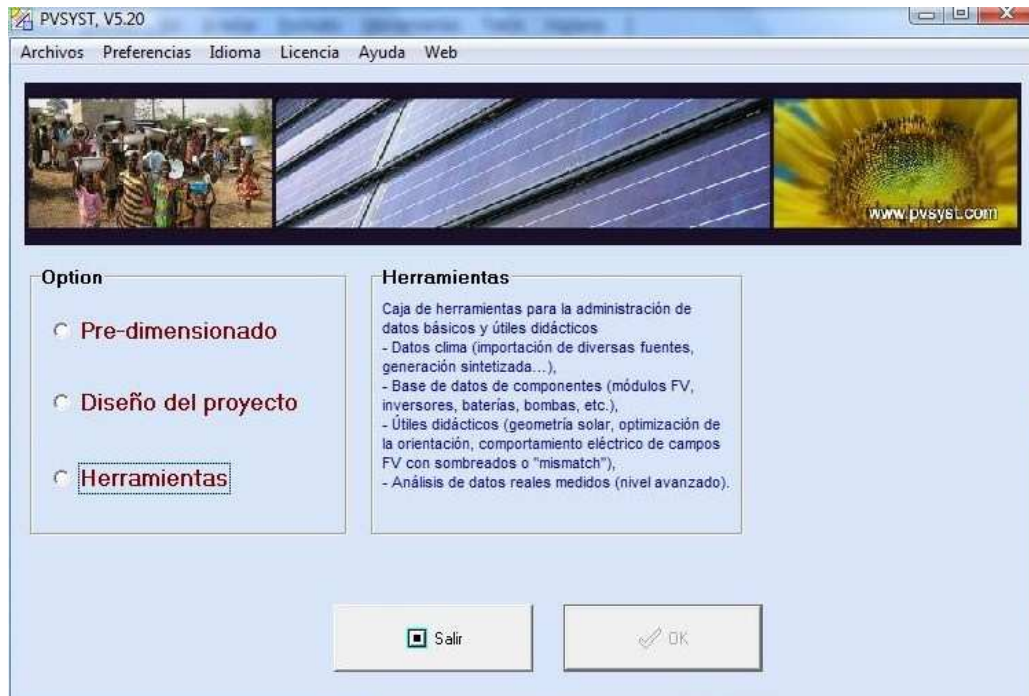 PVSYST, V5.20
Archivos Preferencias Idioma Licencia Ayuda Web
www.pvsyst.com
Option
Pre-dimensionado
Diseño del proyecto
Herramientas
Herramientas
Caja de herramientas para la administración de
datos básicos y útiles didácticos
- Datos clima (importación de diversas fuentes,
generación sintetizada...),
- Base de datos de componentes (módulos FV,
inversores, baterías, bombas, etc.),
- Útiles didácticos (geometría solar, optimización de
la orientación, comportamiento eléctrico de campos
FV con sombreados o "mismatch"),
- Análisis de datos reales medidos (nivel avanzado).
Salir
OK